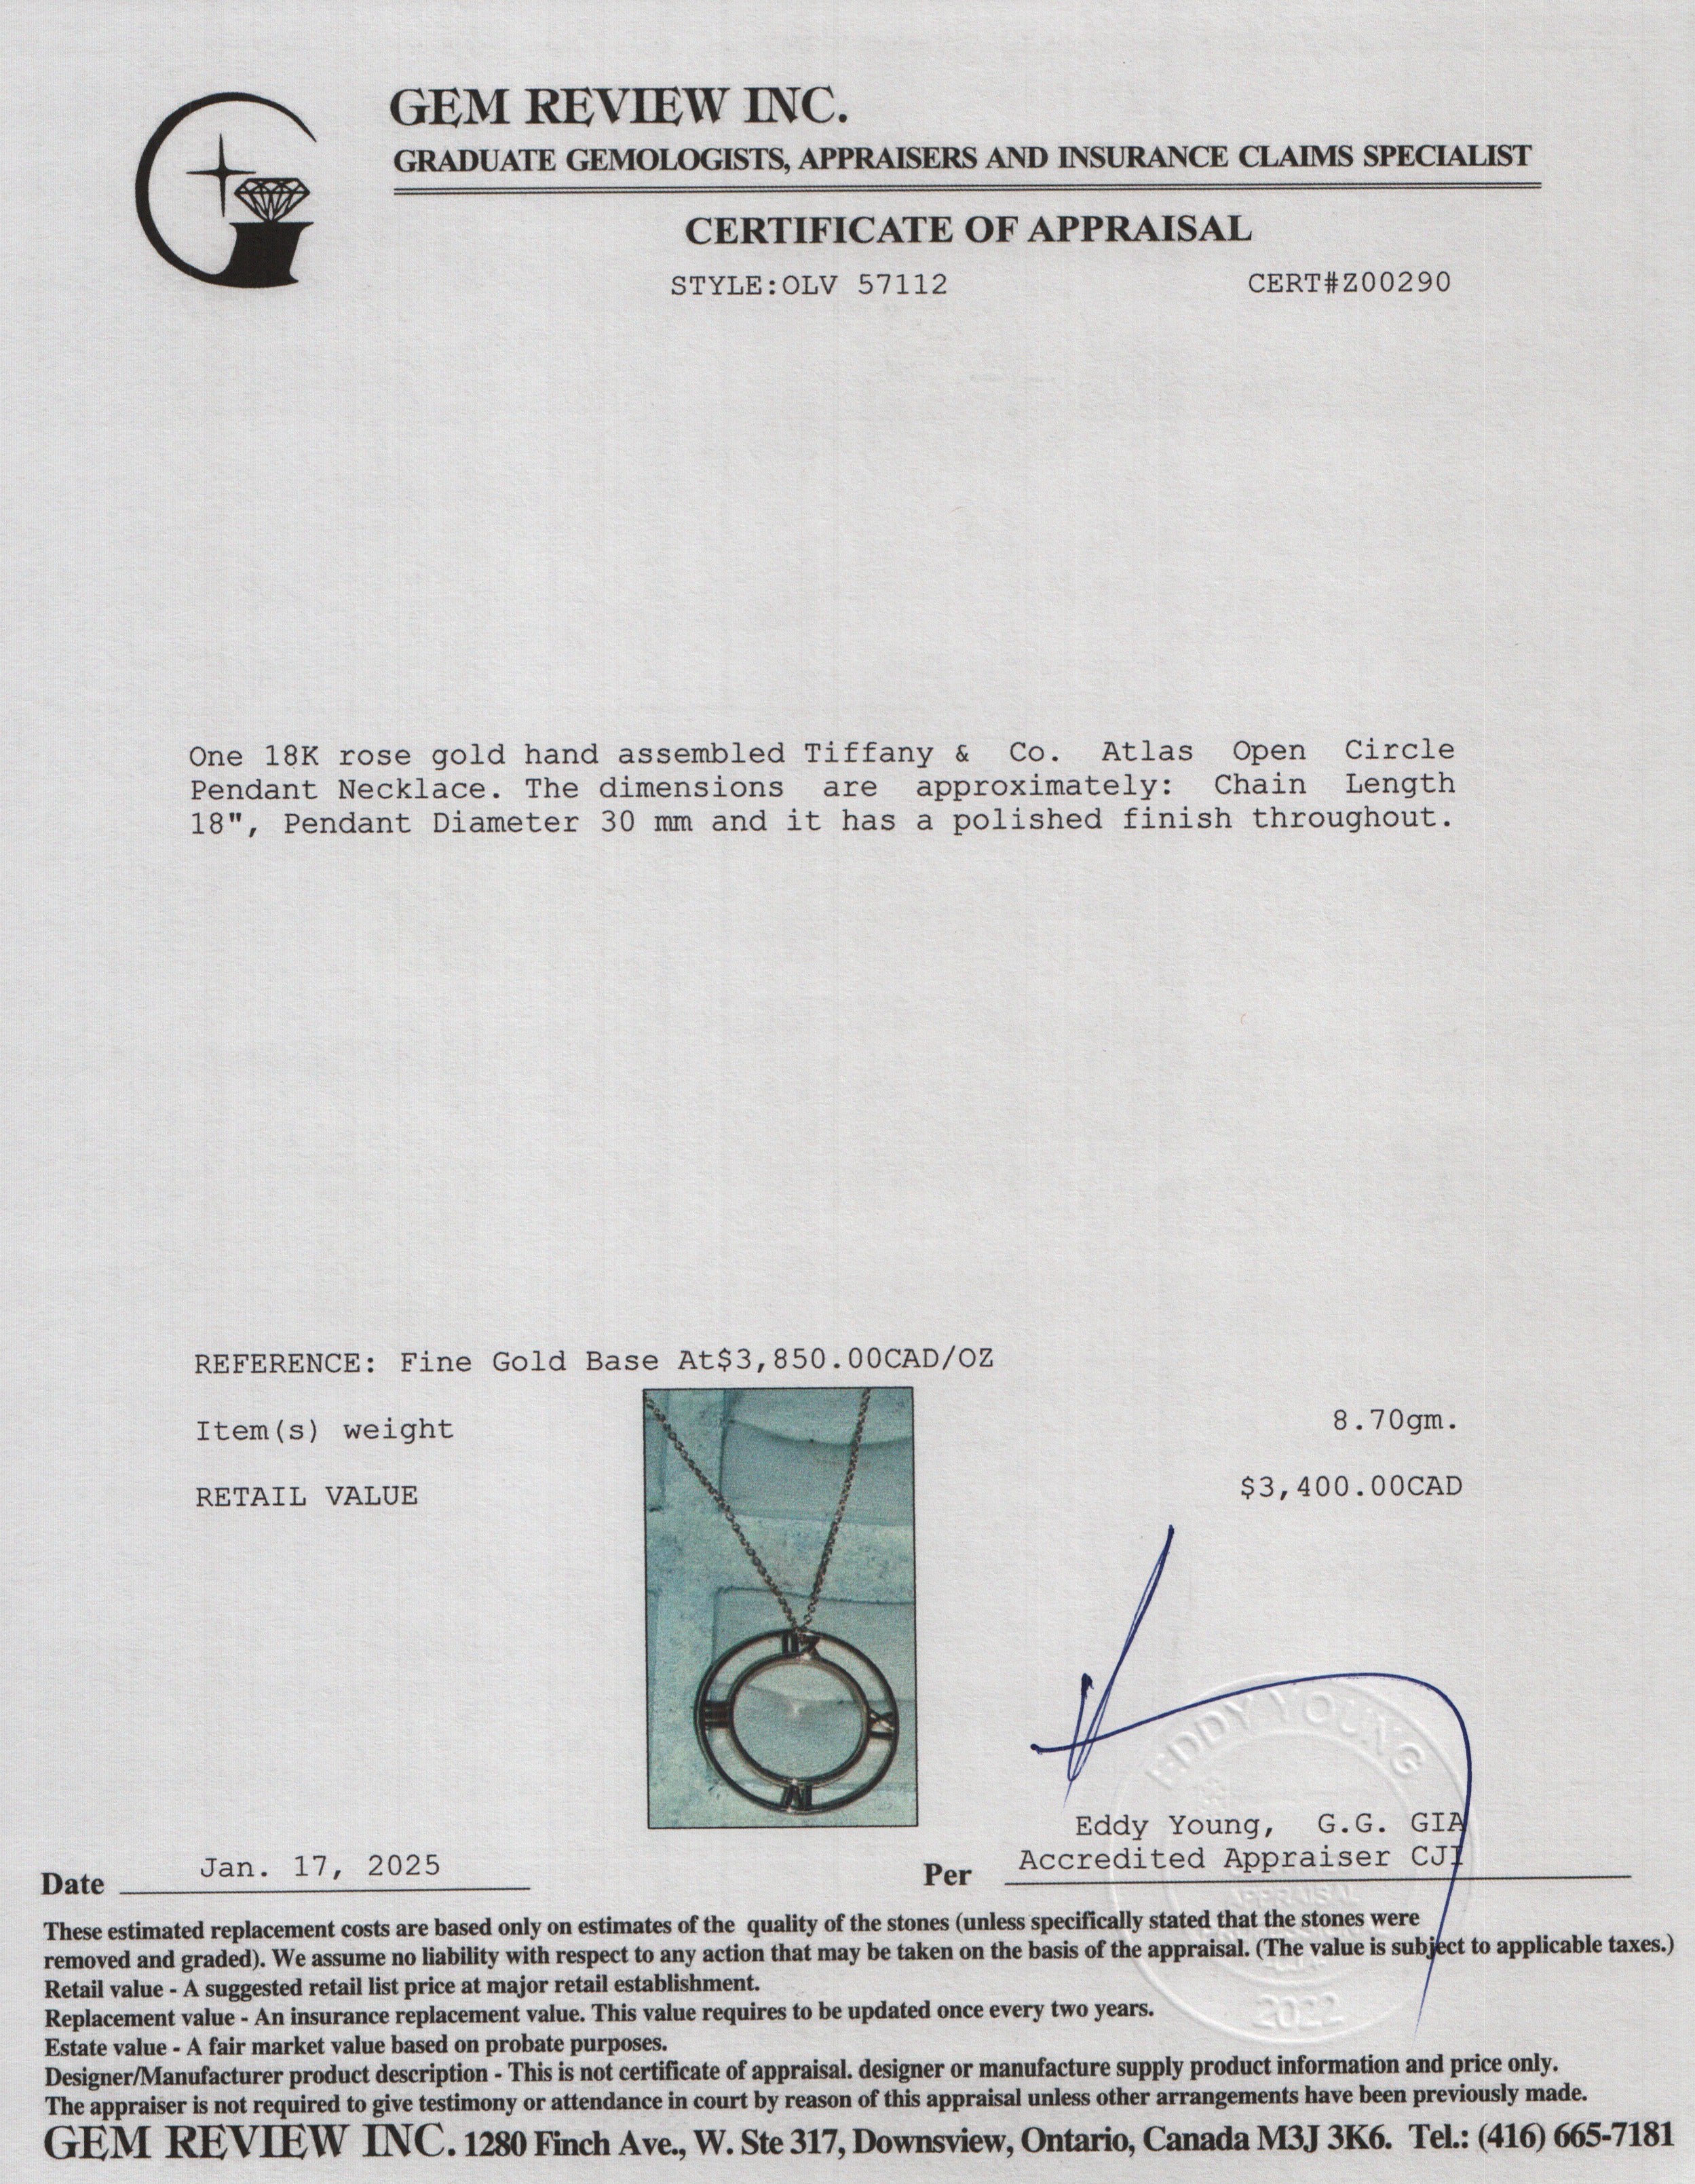 GEM REVIEW INC.
GRADUATE GEMOLOGISTS, APPRAISERS AND INSURANCE CLAIMS SPECIALIST
CERTIFICATE OF APPRAISAL
STYLE:OLV 57112 CERT#Z00290
One 18K rose gold hand assembled Tiffany & Co. Atlas Open Circle
Pendant Necklace. The dimensions are approximately: Chain Length
18", Pendant Diameter 30 mm and it has a polished finish throughout.
REFERENCE: Fine Gold Base At$3,850.00CAD/OZ
Item(s) weight 8.70gm.
RETAIL VALUE $3,400.00CAD
EDDY YOUNG
Eddy Young, G.G. GIA
Accredited Appraiser CJI
Date Jan. 17, 2025 Per
APPRAISAL
2022
These estimated replacement costs are based only on estimates of the quality of the stones (unless specifically stated that the stones were
removed and graded). We assume no liability with respect to any action that may be taken on the basis of the appraisal. (The value is subject to applicable taxes.)
Retail value - A suggested retail list price at major retail establishment.
Replacement value - An insurance replacement value. This value requires to be updated once every two years.
Estate value - A fair market value based on probate purposes.
Designer/Manufacturer product description - This is not certificate of appraisal. designer or manufacture supply product information and price only.
The appraiser is not required to give testimony or attendance in court by reason of this appraisal unless other arrangements have been previously made.
GEM REVIEW INC. 1280 Finch Ave., W. Ste 317, Downsview, Ontario, Canada M3J 3K6. Tel.: (416) 665-7181